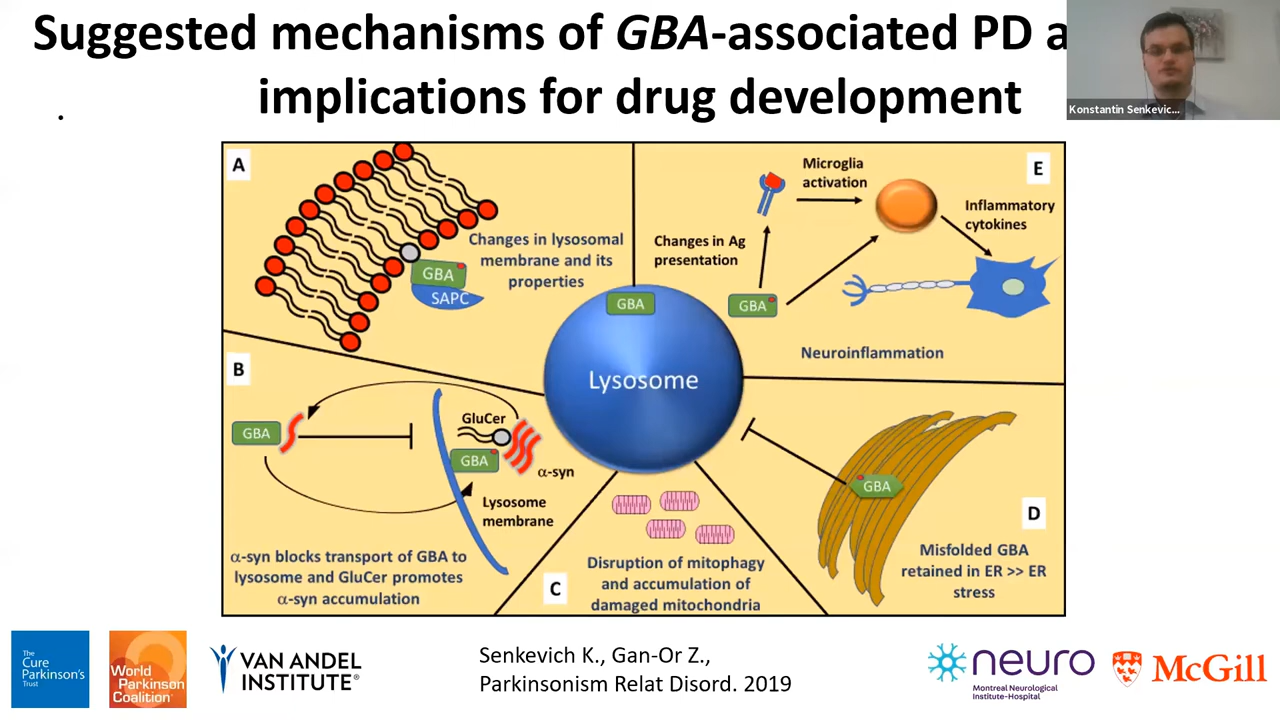 Suggested mechanisms of GBA-associated PD a
implications for drug development
.
Konstantin Senkevic...
A
Changes in lysosomal
membrane and its
properties
GBA
SAPC
E
Microglia
activation
Inflammatory
cytokines
Changes in Ag
presentation
GBA
Neuroinflammation
GBA
Lysosome
B
GBA
GluCer
GBA
α-syn
Lysosome
membrane
α-syn blocks transport of GBA to
lysosome and GluCer promotes
α-syn accumulation
C
Disruption of mitophagy
and accumulation of
damaged mitochondria
GBA
D
Misfolded GBA
retained in ER >> ER
stress
The
Cure
Parkinson's
Trust
World
Parkinson
Coalition
VAN ANDEL
INSTITUTE®
Senkevich K., Gan-Or Z.,
Parkinsonism Relat Disord. 2019
neuro
Montreal Neurological
Institute-Hospital
McGill